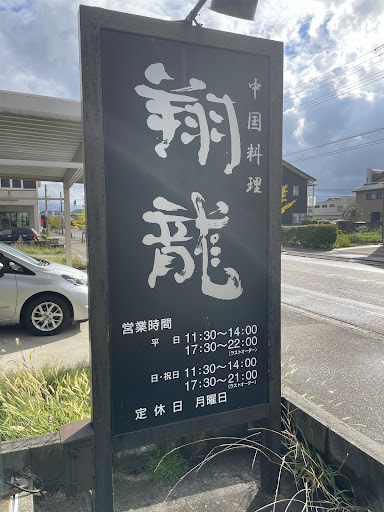 中国料理
翔龍
営業時間
平 日 11:30〜14:00
17:30〜22:00
(ラストオーダー)
日・祝日 11:30〜14:00
17:30〜21:00
(ラストオーダー)
定休日 月曜日